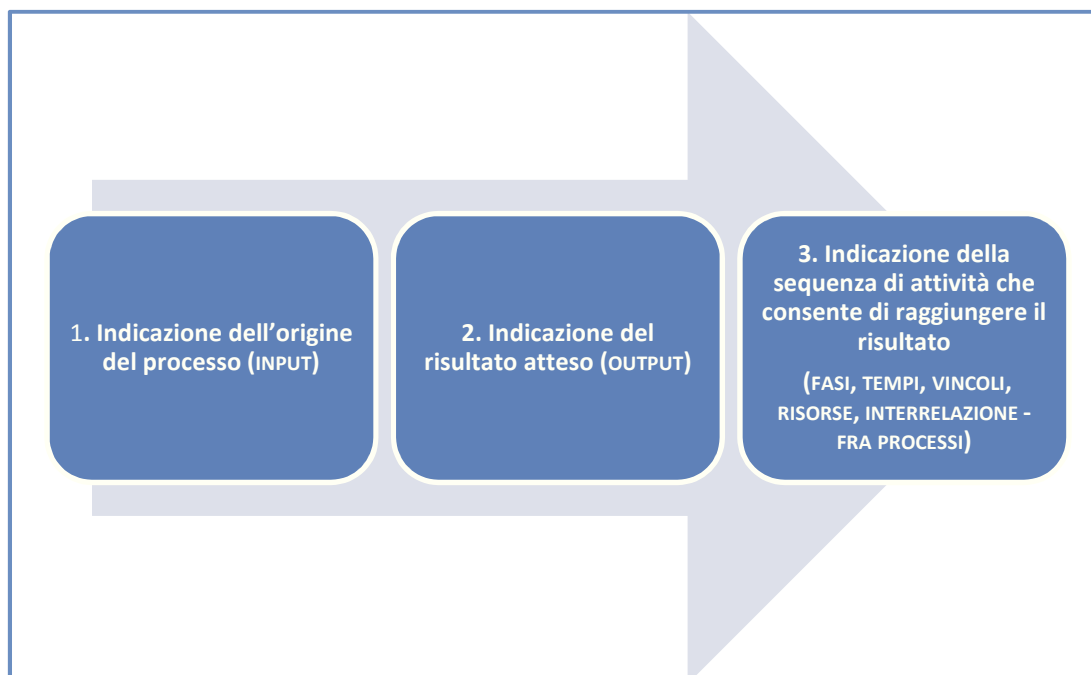 1. Indicazione dell’origine
del processo (INPUT)
2. Indicazione del
risultato atteso (OUTPUT)
3. Indicazione della
sequenza di attività che
consente di raggiungere il
risultato
(FASI, TEMPI, VINCOLI,
RISORSE, INTERRELAZIONE -
FRA PROCESSI)